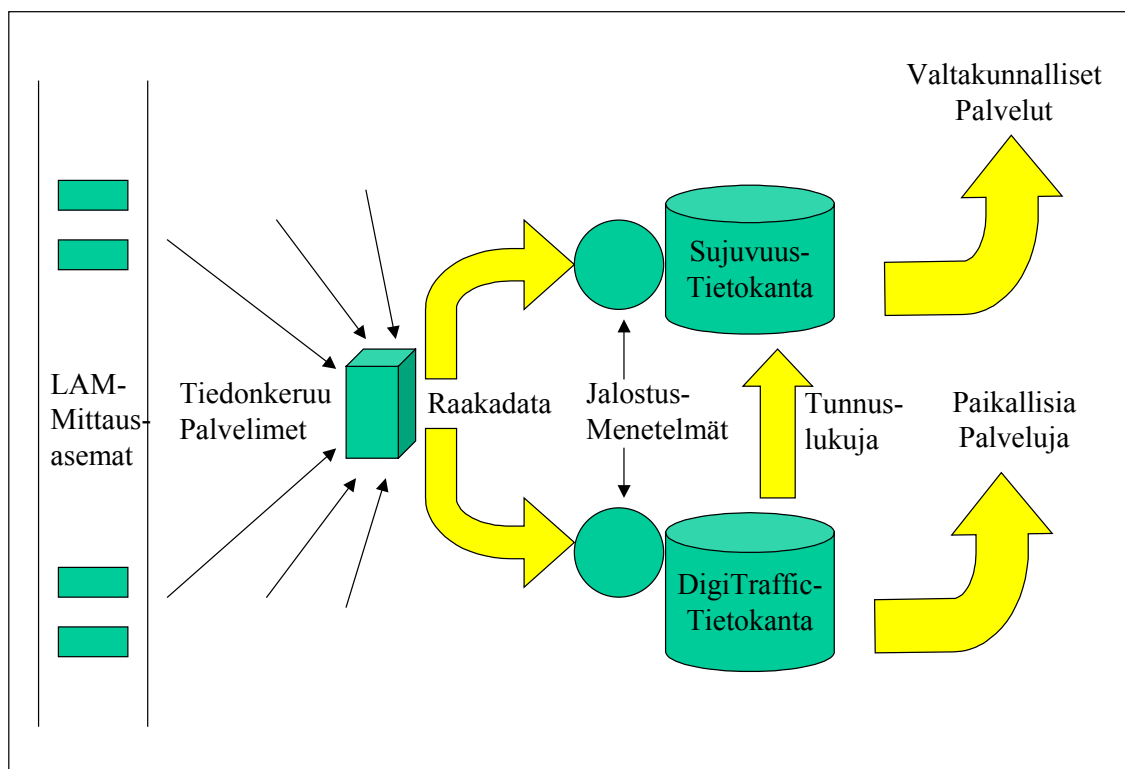 Valtakunnalliset
Palvelut
Sujuvuus-
Tietokanta
LAM-
Mittaus-
asemat
Tiedonkeruu
Palvelimet
Raakadata
Jalostus-
Menetelmät
Tunnus-
lukuja
Paikallisia
Palveluja
DigiTraffic-
Tietokanta